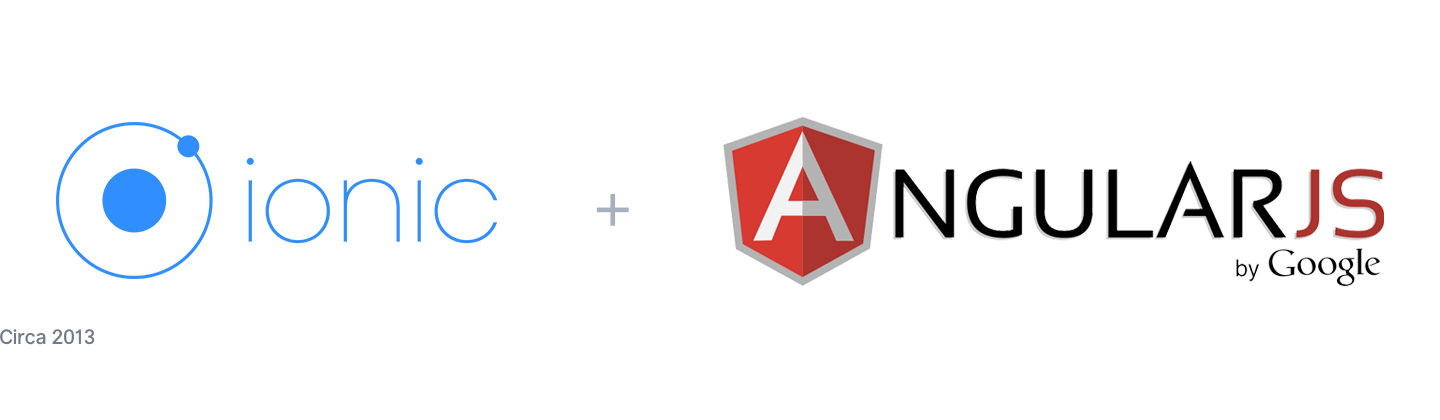 ionic + ANGULARJS
by Google
Circa 2013